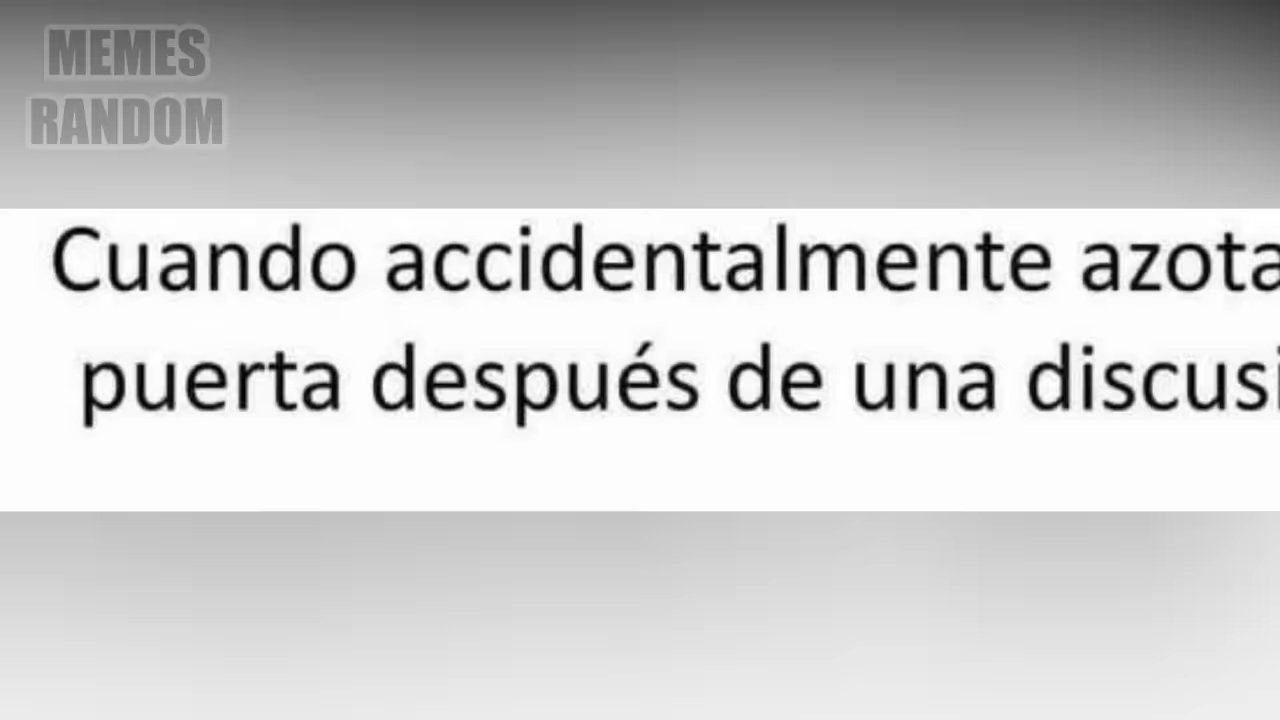 MEMES
RANDOM
Cuando accidentalmente azota
puerta después de una discusi